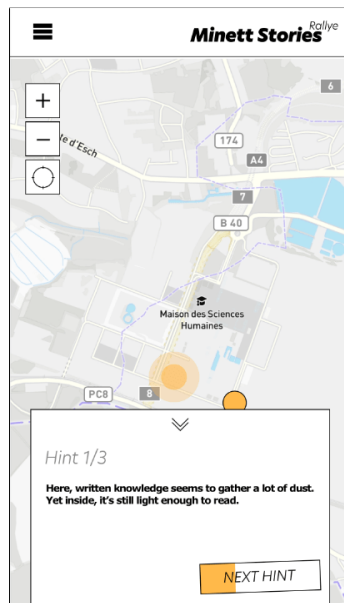 Rallye
Minett Stories
6
e d'Esch
174
A4
7
B 40
Maison des Sciences
Humaines
PC8
8
Hint 1/3
Here, written knowledge seems to gather a lot of dust.
Yet inside, it's still light enough to read.
NEXT HINT